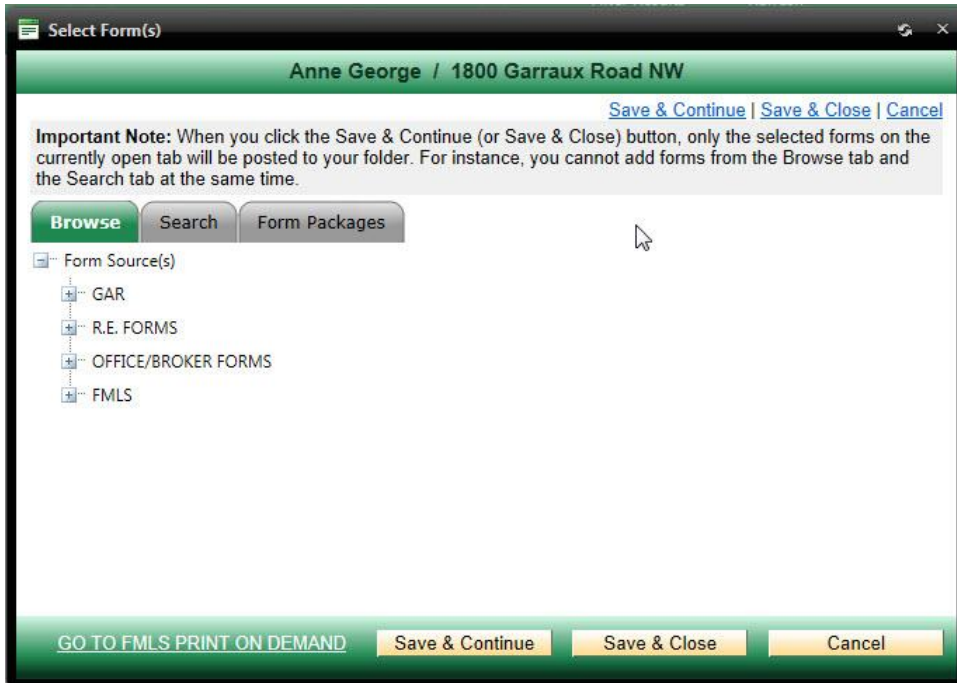 Select Form(s)
Anne George / 1800 Garraux Road NW
Save & Continue | Save & Close | Cancel
Important Note: When you click the Save & Continue (or Save & Close) button, only the selected forms on the
currently open tab will be posted to your folder. For instance, you cannot add forms from the Browse tab and
the Search tab at the same time.
Browse Search Form Packages
Form Source(s)
GAR
R.E. FORMS
OFFICE/BROKER FORMS
FMLS
GO TO FMLS PRINT ON DEMAND Save & Continue Save & Close Cancel